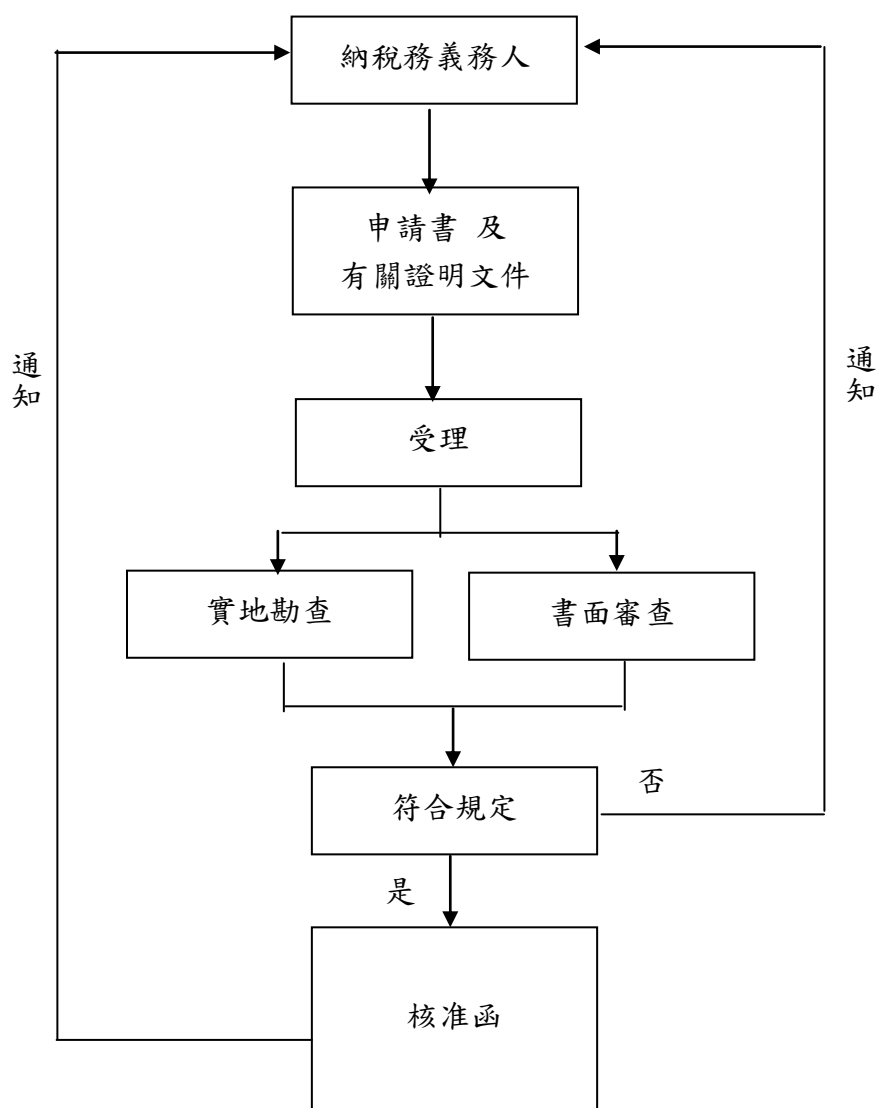 納稅務義務人
申請書 及
有關證明文件
通知
通知
受理
實地勘查
書面審查
符合規定
否
是
核准函